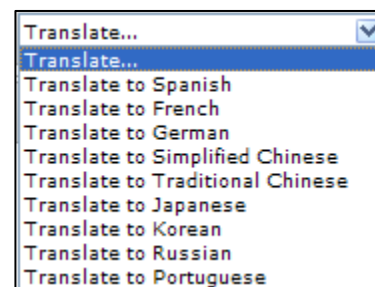 Translate...
Translate...
Translate to Spanish
Translate to French
Translate to German
Translate to Simplified Chinese
Translate to Traditional Chinese
Translate to Japanese
Translate to Korean
Translate to Russian
Translate to Portuguese